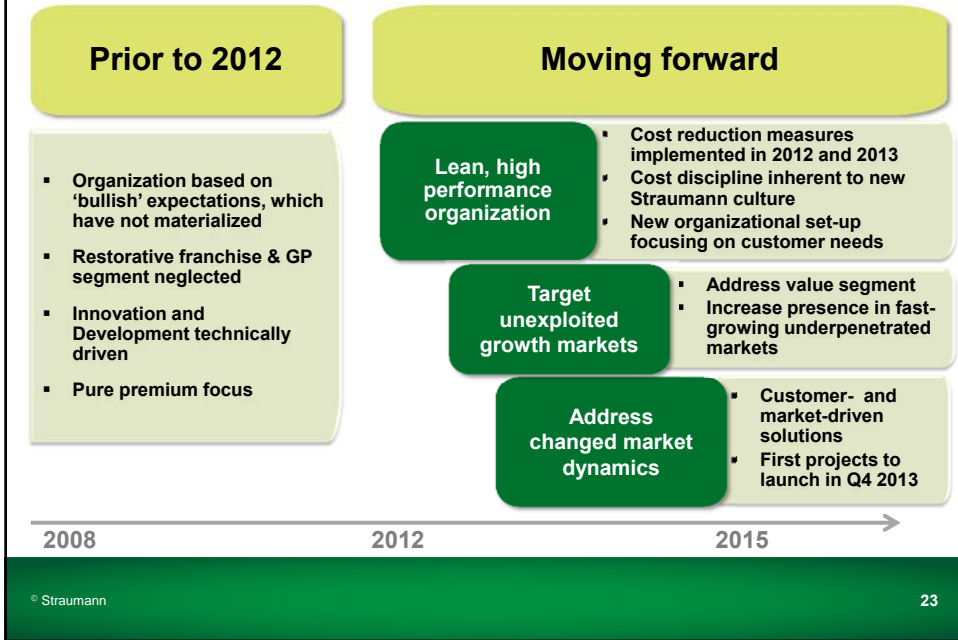 Prior to 2012
Moving forward
▪ Organization based on
‘bullish’ expectations, which
have not materialized
▪ Restorative franchise & GP
segment neglected
▪ Innovation and
Development technically
driven
▪ Pure premium focus
Lean, high
performance
organization
▪ Cost reduction measures
implemented in 2012 and 2013
▪ Cost discipline inherent to new
Straumann culture
▪ New organizational set-up
focusing on customer needs
Target
unexploited
growth markets
▪ Address value segment
▪ Increase presence in fast-
growing underpenetrated
markets
Address
changed market
dynamics
▪ Customer- and
market-driven
solutions
▪ First projects to
launch in Q4 2013
2008 2012 2015
© Straumann 23